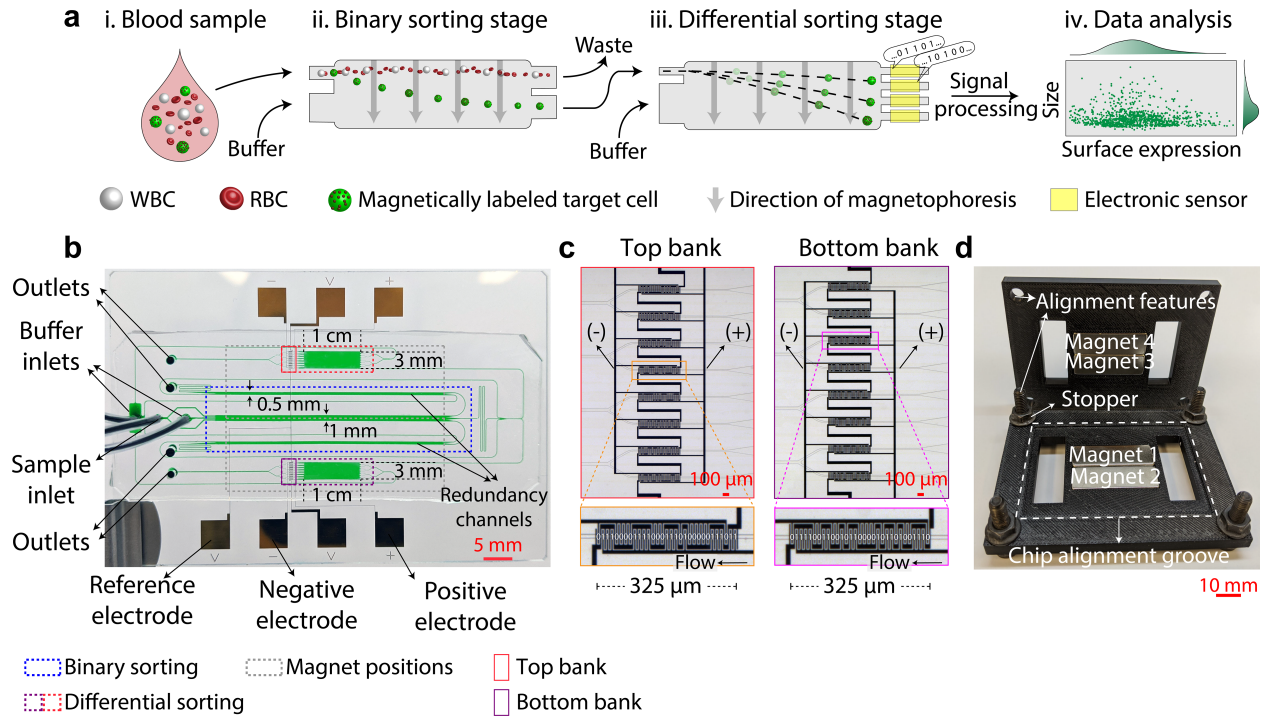 a
i. Blood sample
ii. Binary sorting stage
iii. Differential sorting stage
iv. Data analysis
Waste
...01101...
...10100...
Buffer
Buffer
Signal
processing
Size
Surface expression
WBC
RBC
Magnetically labeled target cell
Direction of magnetophoresis
Electronic sensor
b
Outlets
Buffer
inlets
Sample
inlet
Outlets
−
V
+
1 cm
3 mm
0.5 mm
1 mm
3 mm
1 cm
Redundancy
channels
5 mm
V
−
V
+
Reference
electrode
Negative
electrode
Positive
electrode
Binary sorting
Magnet positions
Top bank
Differential sorting
Bottom bank
c
Top bank
Bottom bank
(-)
(+)
(-)
(+)
100 µm
100 µm
Flow
Flow
325 µm
325 µm
d
Alignment features
Magnet 4
Magnet 3
Stopper
Magnet 1
Magnet 2
Chip alignment groove
10 mm